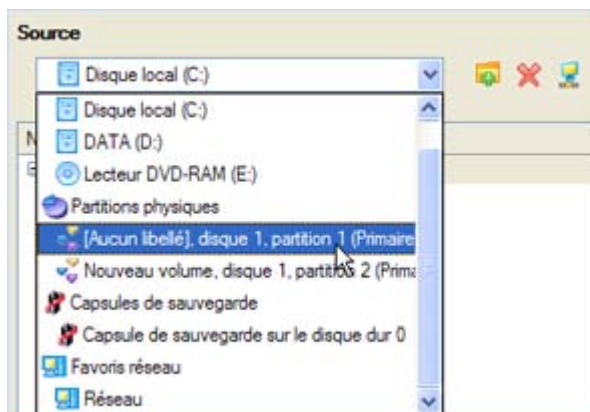 Source
Disque local (C:)
Disque local (C:)
DATA (D:)
Lecteur DVD-RAM (E:)
Partitions physiques
[Aucun libellé], disque 1, partition 1 (Primaire
Nouveau volume, disque 1, partition 2 (Prima
Capsules de sauvegarde
Capsule de sauvegarde sur le disque dur 0
Favoris réseau
Réseau